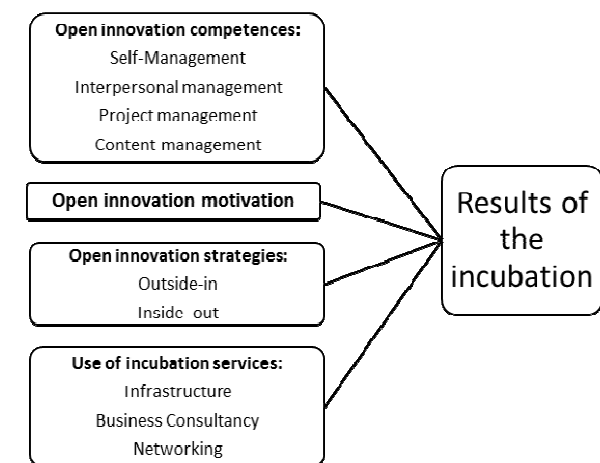 Open innovation competences:
Self-Management
Interpersonal management
Project management
Content management
Open innovation motivation
Open innovation strategies:
Outside-in
Inside out
Use of incubation services:
Infrastructure
Business Consultancy
Networking
Results of
the
incubation